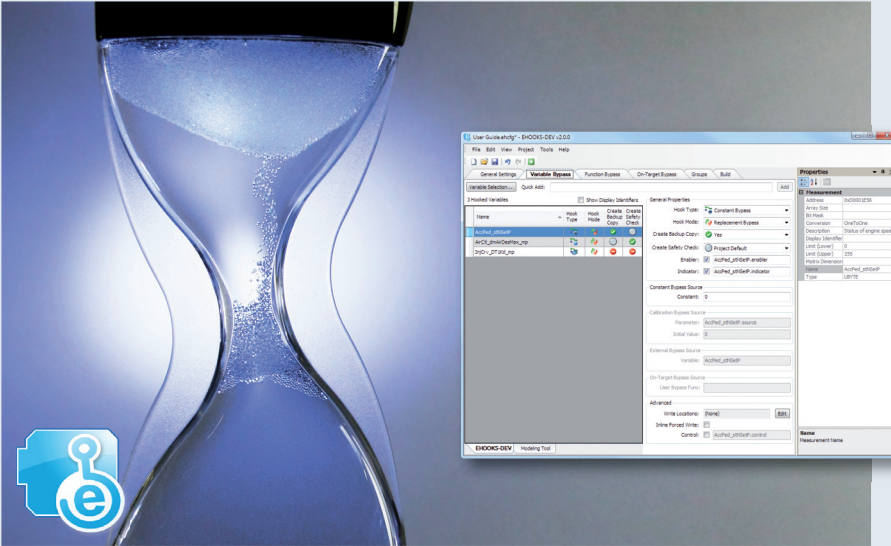 User Guide.ehcfg* - EHOOKS-DEV v2.0.0
File Edit View Project Tools Help
General Settings Variable Bypass Function Bypass On-Target Bypass Groups Build
Variable Selection... Quick Add: Add
3 Hooked Variables Show Display Identifiers
Name Hook Type Hook Mode Create Backup Copy Create Safety Check
AccPed_stNSetP
AirCtl_dmAirDesMax_mp
InjCrv_DTIXd_mp
General Properties
Hook Type: Constant Bypass
Hook Mode: Replacement Bypass
Create Backup Copy: Yes
Create Safety Check: Project Default
Enabler: AccPed_stNSetP.enabler
Indicator: AccPed_stNSetP.indicator
Constant Bypass Source
Constant: 0
Calibration Bypass Source
Parameter: AccPed_stNSetP.source
Initial Value: 0
External Bypass Source
Variable: AccPed_stNSetP
On-Target Bypass Source
User Bypass Func:
Advanced
Write Locations: (None) Edit
Inline Forced Write:
Control: AccPed_stNSetP.control
Properties
Measurement
Address 0xD0001E56
Array Size
Bit Mask
Conversion OneToOne
Description Status of engine spee
Display Identifier
Limit (Lower) 0
Limit (Upper) 255
Matrix Dimension
Name AccPed_stNSetP
Type UBYTE
Name
Measurement Name
EHOOKS-DEV Modeling Tool
e